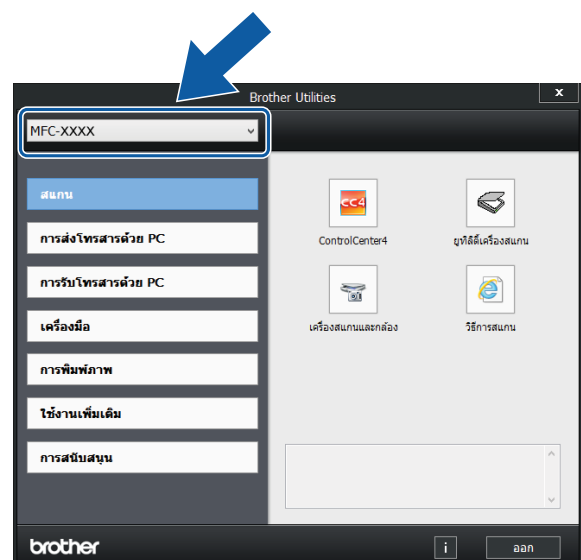 Brother Utilities
x
MFC-XXXX
สแกน
การส่งโทรสารด้วย PC
การรับโทรสารด้วย PC
เครื่องมือ
การพิมพ์ภาพ
ใช้งานเพิ่มเติม
การสนับสนุน
CC4
ControlCenter4
ยูทิลิตี้เครื่องสแกน
เครื่องสแกนและกล้อง
วิธีการสแกน
brother
i
ออก